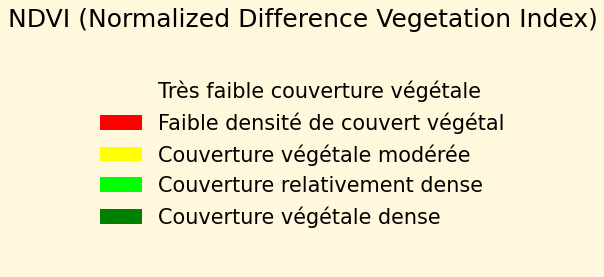 NDVI (Normalized Difference Vegetation Index)
Très faible couverture végétale
Faible densité de couvert végétal
Couverture végétale modérée
Couverture relativement dense
Couverture végétale dense